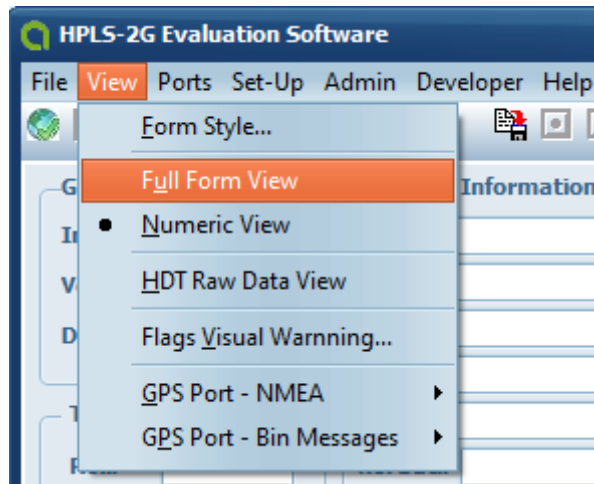 HPLS-2G Evaluation Software
File View Ports Set-Up Admin Developer Help
Form Style...
Full Form View
Information
Numeric View
HDT Raw Data View
Flags Visual Warnning...
GPS Port - NMEA
GPS Port - Bin Messages